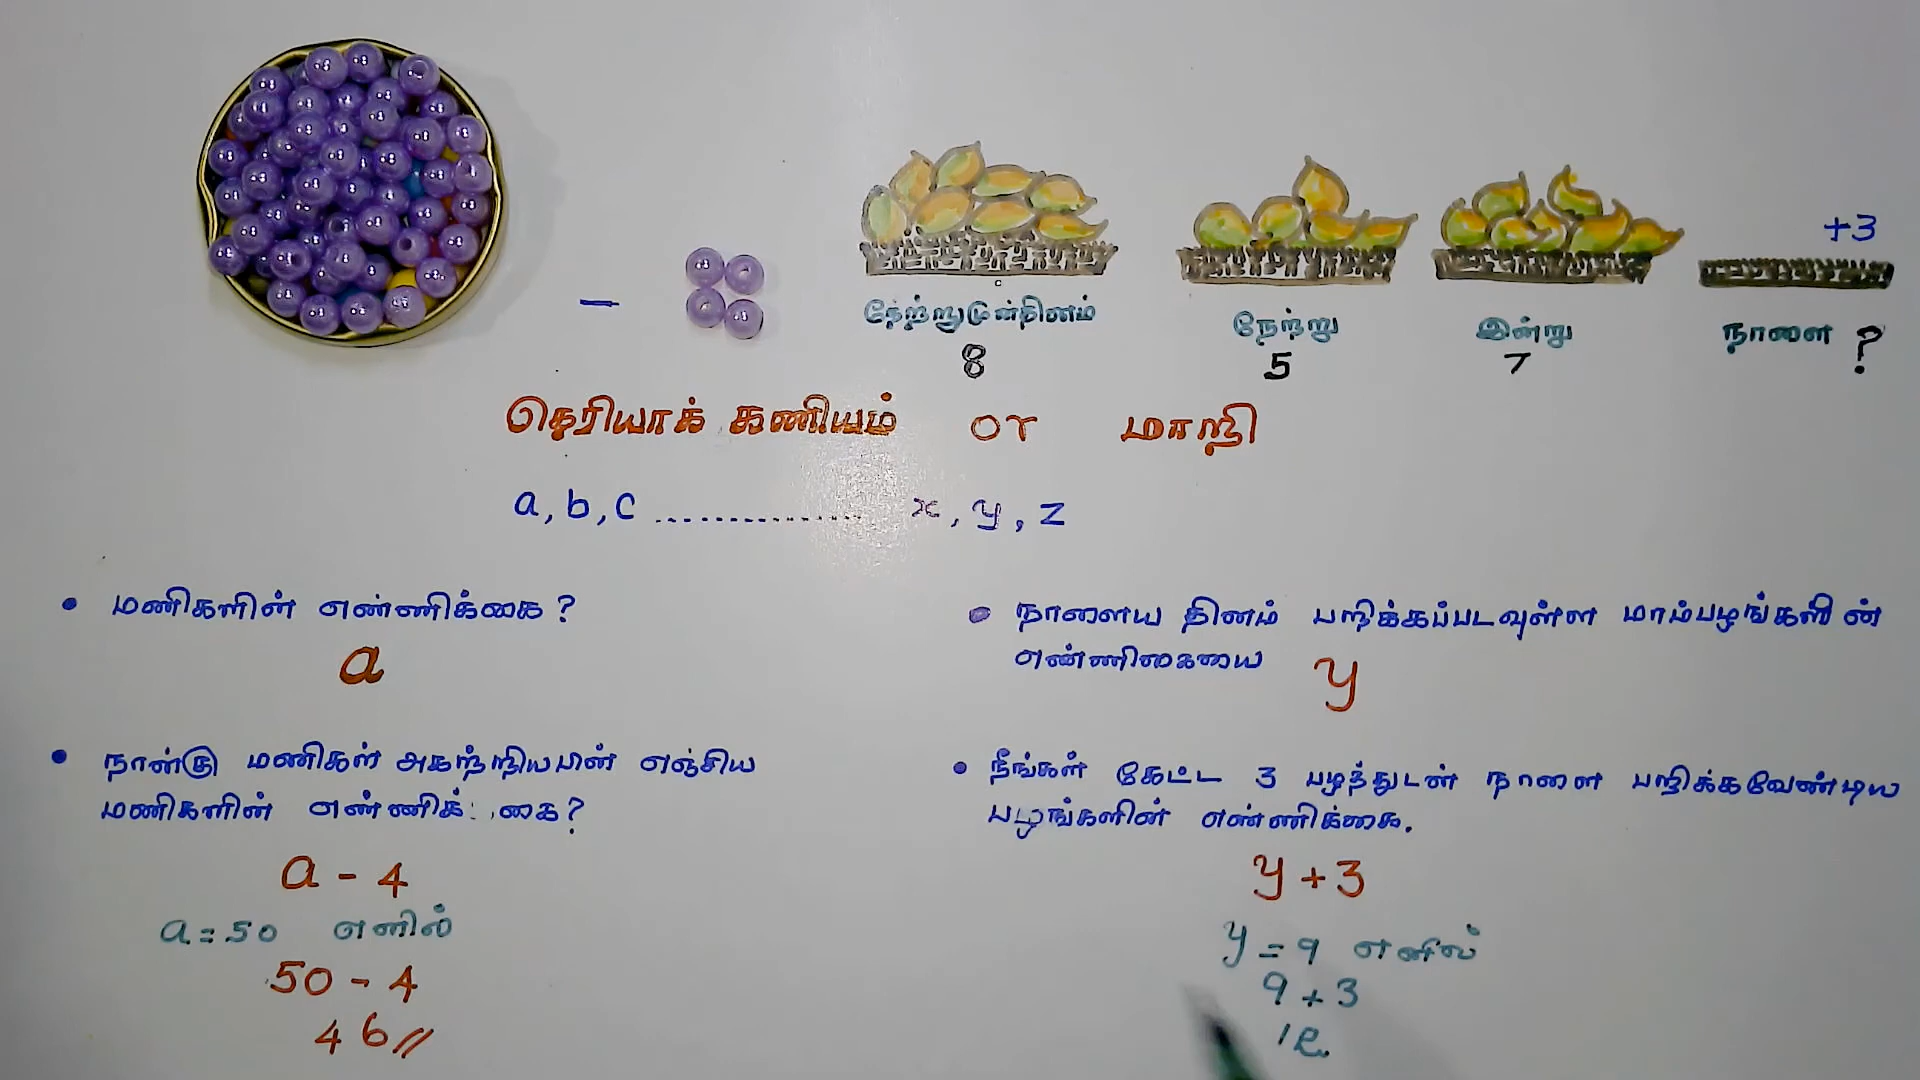 +3
நேற்றுமுன்தினம் நேற்று இன்று நாளை ?
8 5 7
தெரியாக் கணியம் or மாறி
a, b, c .................. x, y, z
• மணிகளின் எண்ணிக்கை ?
a
• நான்கு மணிகள் அகற்றியபின் எஞ்சிய
மணிகளின் எண்ணிக்கை?
a - 4
a = 50 எனில்
50 - 4
46//
• நாளைய தினம் பறிக்கப்படவுள்ள மாம்பழங்களின்
எண்ணிகையை y
• நீங்கள் கேட்ட 3 பழத்துடன் நாளை பறிக்கவேண்டிய
பழங்களின் எண்ணிக்கை.
y + 3
y = 9 எனில்
9 + 3
12